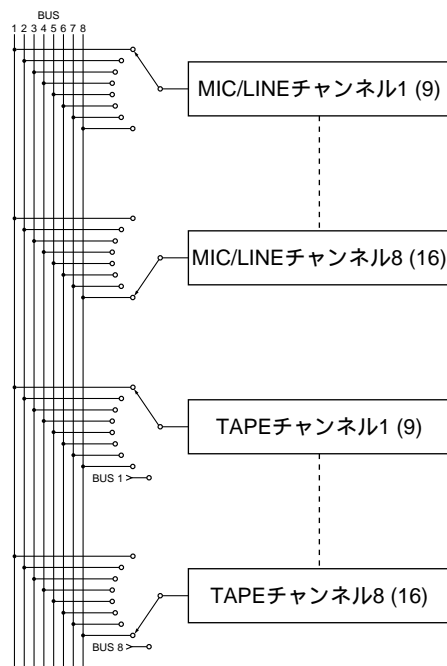 BUS
1 2 3 4 5 6 7 8
MIC/LINEチャンネル1 (9)
MIC/LINEチャンネル8 (16)
TAPEチャンネル1 (9)
BUS 1
TAPEチャンネル8 (16)
BUS 8